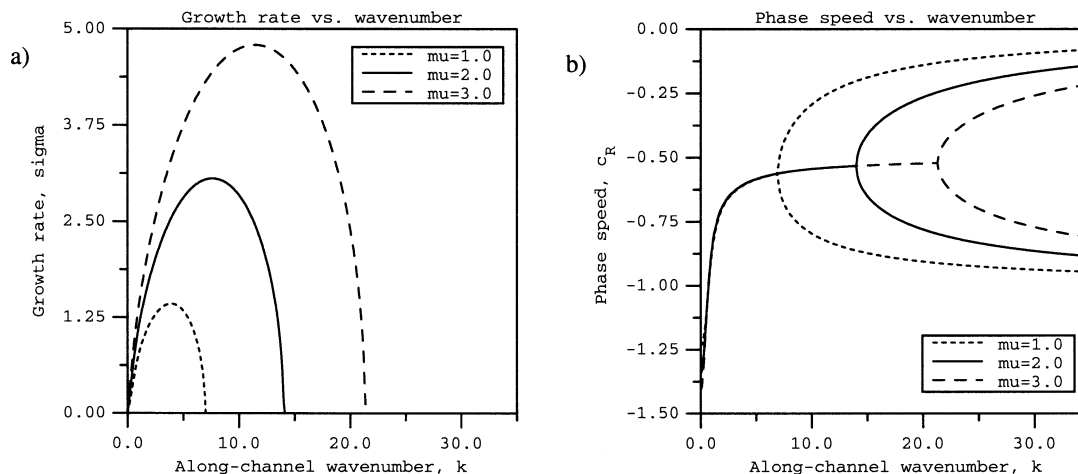 a)
Growth rate vs. wavenumber
Growth rate, sigma
5.00
3.75
2.50
1.25
0.00
mu=1.0
mu=2.0
mu=3.0
0.0
10.0
20.0
30.0
Along-channel wavenumber, k
b)
Phase speed vs. wavenumber
Phase speed, c_R
0.00
-0.25
-0.50
-0.75
-1.00
-1.25
-1.50
mu=1.0
mu=2.0
mu=3.0
0.0
10.0
20.0
30.0
Along-channel wavenumber, k